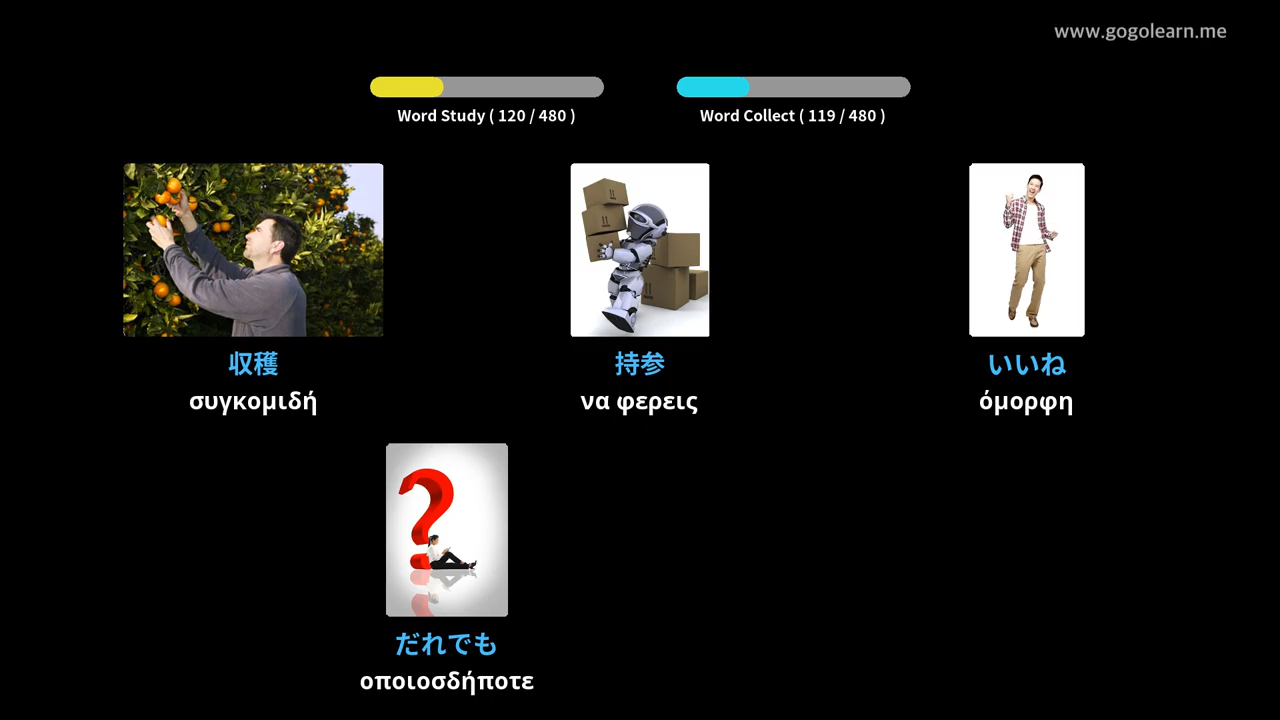 www.gogolearn.me
Word Study ( 120 / 480 )
Word Collect ( 119 / 480 )
収穫
συγκομιδή
持参
να φερεις
いいね
όμορφη
だれでも
οποιοσδήποτε